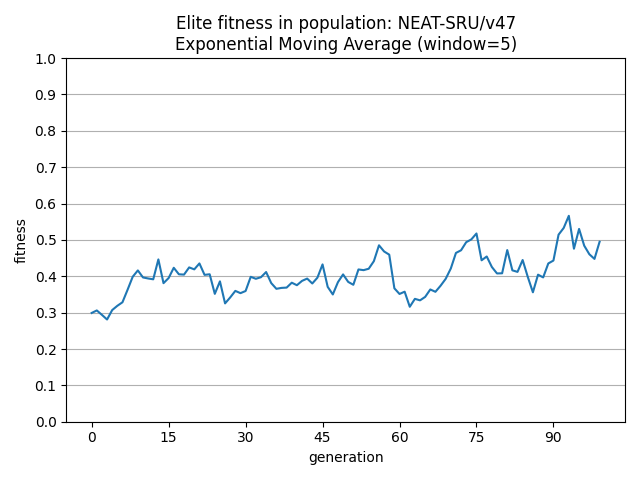 Elite fitness in population: NEAT-SRU/v47
Exponential Moving Average (window=5)
1.0
0.9
0.8
0.7
0.6
0.5
0.4
0.3
0.2
0.1
0.0
fitness
0 15 30 45 60 75 90
generation